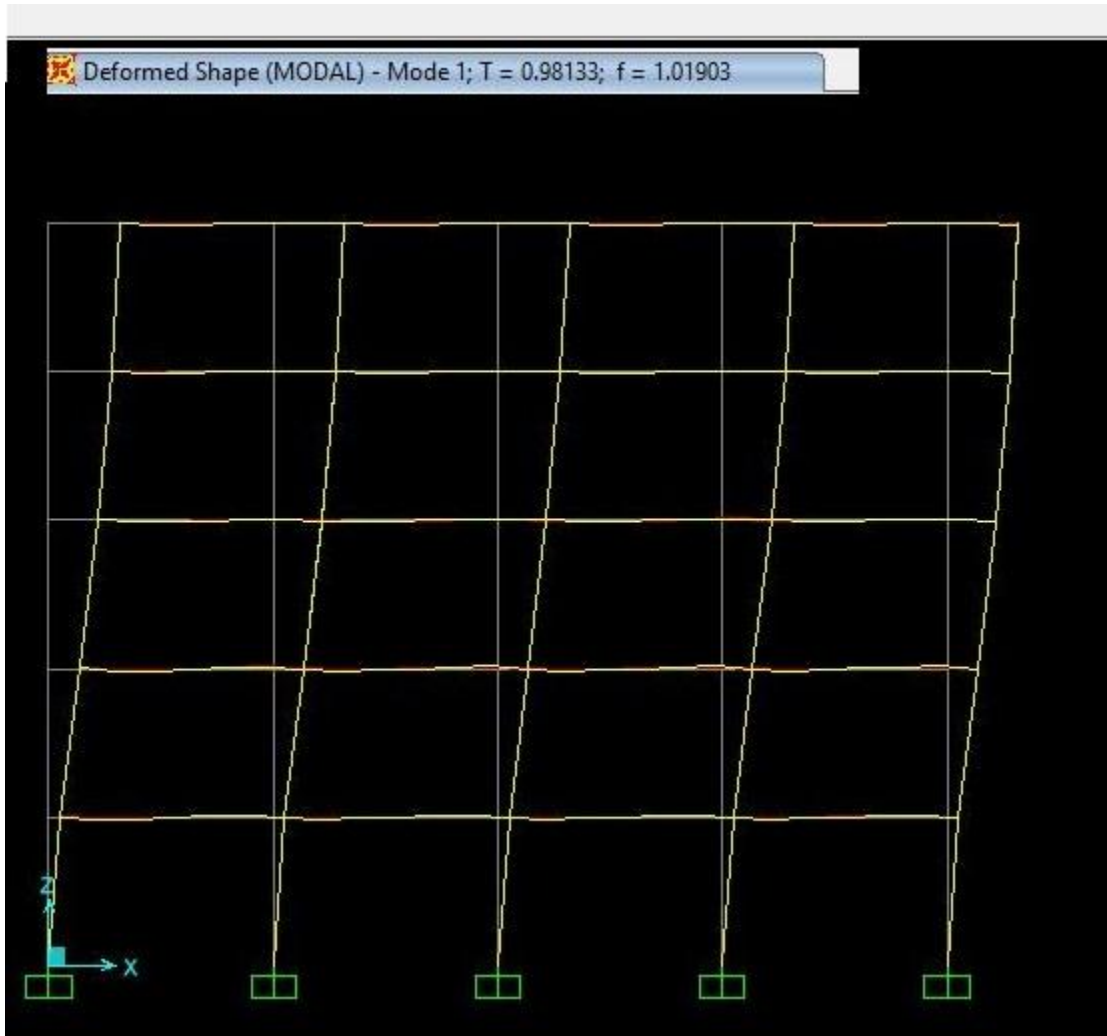 Deformed Shape (MODAL) - Mode 1; T = 0.98133; f = 1.01903
Z
X